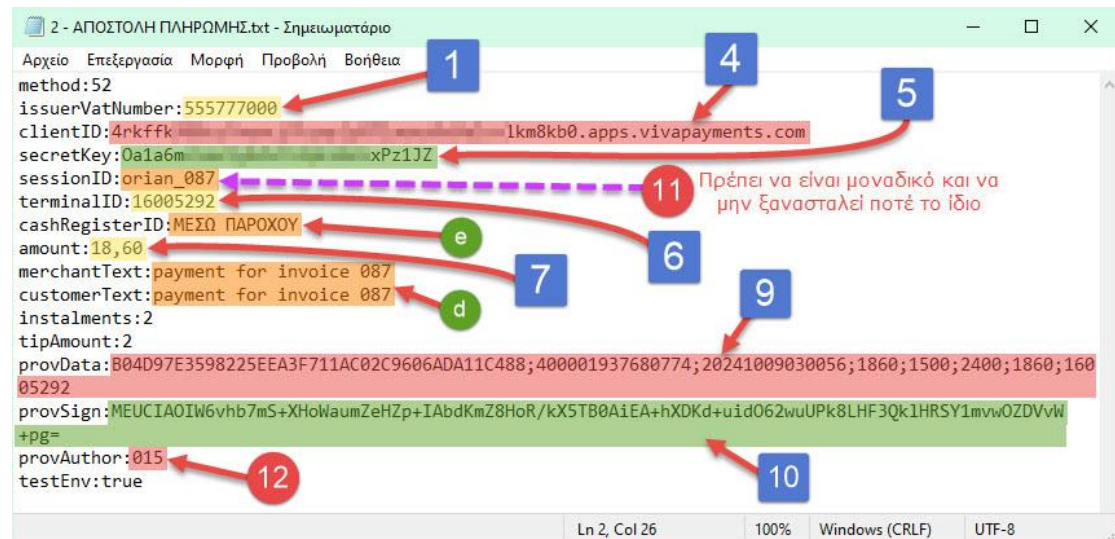 2 - ΑΠΟΣΤΟΛΗ ΠΛΗΡΩΜΗΣ.txt - Σημειωματάριο
Αρχείο Επεξεργασία Μορφή Προβολή Βοήθεια
1
4
5
method:52
issuerVatNumber:555777000
clientID:4rkffk lkm8kb0.apps.vivapayments.com
secretKey:Oa1a6m xPz1JZ
sessionID:orian_087
11 Πρέπει να είναι μοναδικό και να
μην ξανασταλεί ποτέ το ίδιο
terminalID:16005292
cashRegisterID:ΜΕΣΩ ΠΑΡΟΧΟΥ
e
6
amount:18,60
7
merchantText:payment for invoice 087
9
customerText:payment for invoice 087
d
instalments:2
tipAmount:2
provData:B04D97E3598225EEA3F711AC02C9606ADA11C488;400001937680774;20241009030056;1860;1500;2400;1860;160
05292
provSign:MEUCIAOIW6vhb7mS+XHoWaumZeHZp+IAbdKmZ8HoR/kX5TB0AiEA+hXDKd+uidO62wuUPk8LHF3QklHRSY1mvwOZDVvW
+pg=
provAuthor:015
12
10
testEnv:true
Ln 2, Col 26 100% Windows (CRLF) UTF-8